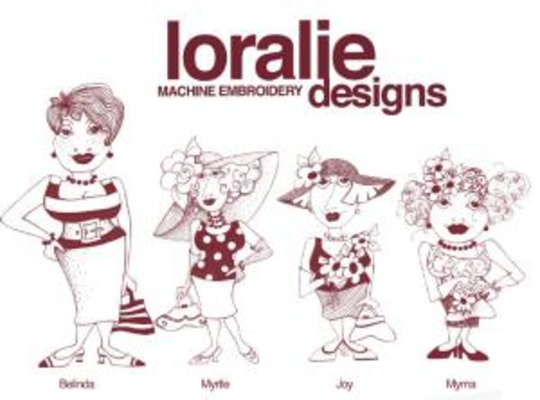 loralie
MACHINE EMBROIDERY designs
Belinda
Myrtle
Joy
Myrna